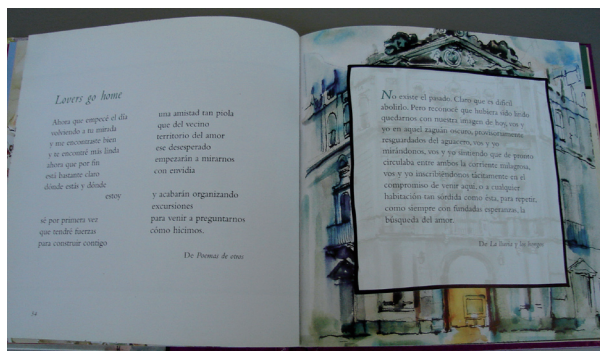 Lovers go home
Ahora que empecé el día
volviendo a tu mirada
y me encontraste bien
y te encontré más linda
ahora que por fin
está bastante claro
dónde estás y dónde
estoy
sé por primera vez
que tendré fuerzas
para construir contigo
una amistad tan piola
que del vecino
territorio del amor
ese desesperado
empezarán a mirarnos
con envidia
y acabarán organizando
excursiones
para venir a preguntarnos
cómo hicimos.
De Poemas de otros
54
No existe el pasado. Claro que es difícil
abolirlo. Pero reconocé que hubiera sido lindo
quedarnos con nuestra imagen de hoy, vos y
yo en aquel zaguán oscuro, provisoriamente
resguardados del aguacero, vos y yo
mirándonos, vos y yo sintiendo que de pronto
circulaba entre ambos la corriente milagrosa,
vos y yo inscribiéndonos tácitamente en el
compromiso de venir aquí, o a cualquier
habitación tan sórdida como ésta, para repetir,
como siempre con fundadas esperanzas, la
búsqueda del amor.
De La lluvia y los hongos